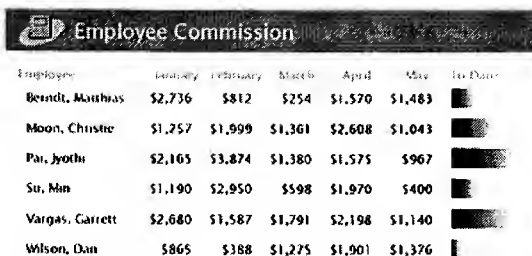 Employee Commission
Employee January February March April May To Date
Berndt, Matthias $2,736 $812 $254 $1,570 $1,483
Moon, Christie $1,257 $1,999 $1,361 $2,608 $1,043
Pai, Jyothi $2,165 $3,874 $1,380 $1,575 $967
Su, Min $1,190 $2,950 $598 $1,970 $400
Vargas, Garrett $2,680 $1,587 $1,791 $2,198 $1,140
Wilson, Dan $865 $388 $1,275 $1,901 $1,376